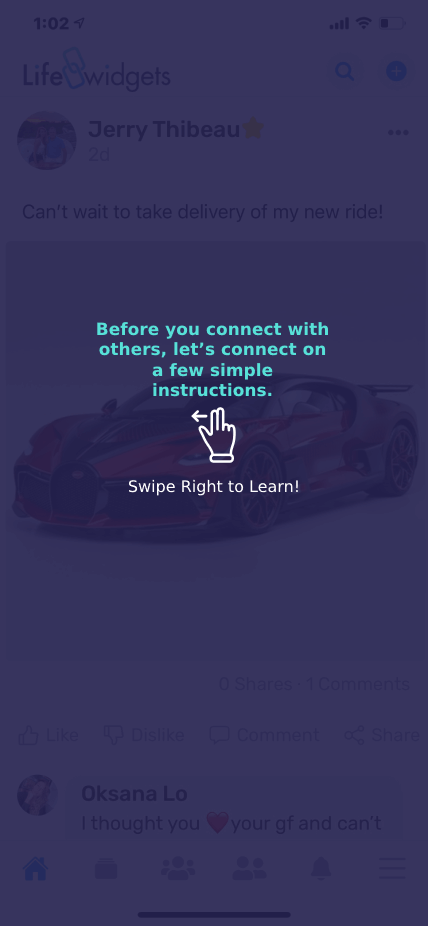 1:02
Life widgets
Jerry Thibeau
2d
Can't wait to take delivery of my new ride!
Before you connect with
others, let's connect on
a few simple
instructions.
Swipe Right to Learn!
0 Shares · 1 Comments
Like Dislike Comment Share
Oksana Lo
I thought you ❤️your gf and can't